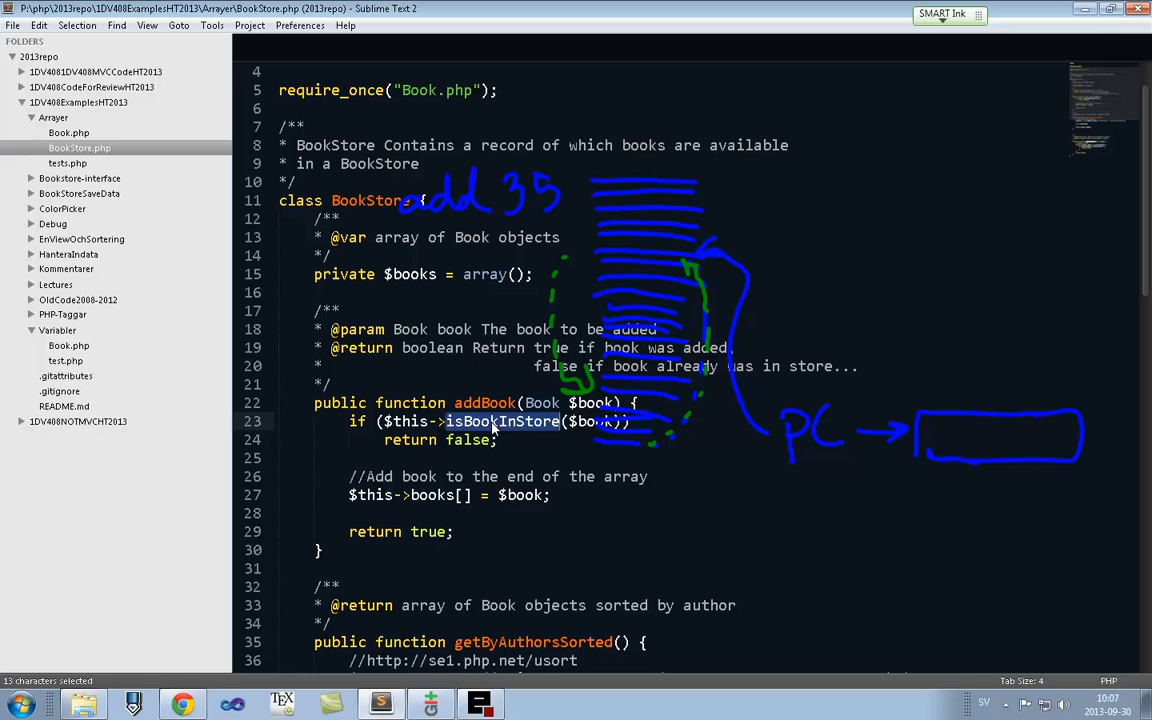 P:\php\2013repo\1DV408ExamplesHT2013\Arrayer\BookStore.php (2013repo) - Sublime Text 2
SMART Ink
File Edit Selection Find View Goto Tools Project Preferences Help
FOLDERS
2013repo
1DV4081DV408MVCCodeHT2013
1DV408CodeForReviewHT2013
1DV408ExamplesHT2013
Arrayer
Book.php
BookStore.php
tests.php
Bookstore-interface
BookStoreSaveData
ColorPicker
Debug
EnViewOchSortering
HanteraIndata
Kommentarer
Lectures
OldCode2008-2012
PHP-Taggar
Variabler
Book.php
test.php
.gitattributes
.gitignore
README.md
1DV408NOTMVCHT2013
4
5 require_once("Book.php");
6
7 /**
8 * BookStore Contains a record of which books are available
9 * in a BookStore
10 */
11 class BookStore {
add 35
12 /**
13 * @var array of Book objects
14 */
15 private $books = array();
16
17 /**
18 * @param Book book The book to be added
19 * @return boolean Return true if book was added,
20 * false if book already was in store...
21 */
22 public function addBook(Book $book) {
23 if ($this->isBookInStore($book))
PC
24 return false;
25
26 //Add book to the end of the array
27 $this->books[] = $book;
28
29 return true;
30 }
31
32 /**
33 * @return array of Book objects sorted by author
34 */
35 public function getByAuthorsSorted() {
36 //http://se1.php.net/usort
13 characters selected
Tab Size: 4 PHP
SV
10:07
2013-09-30